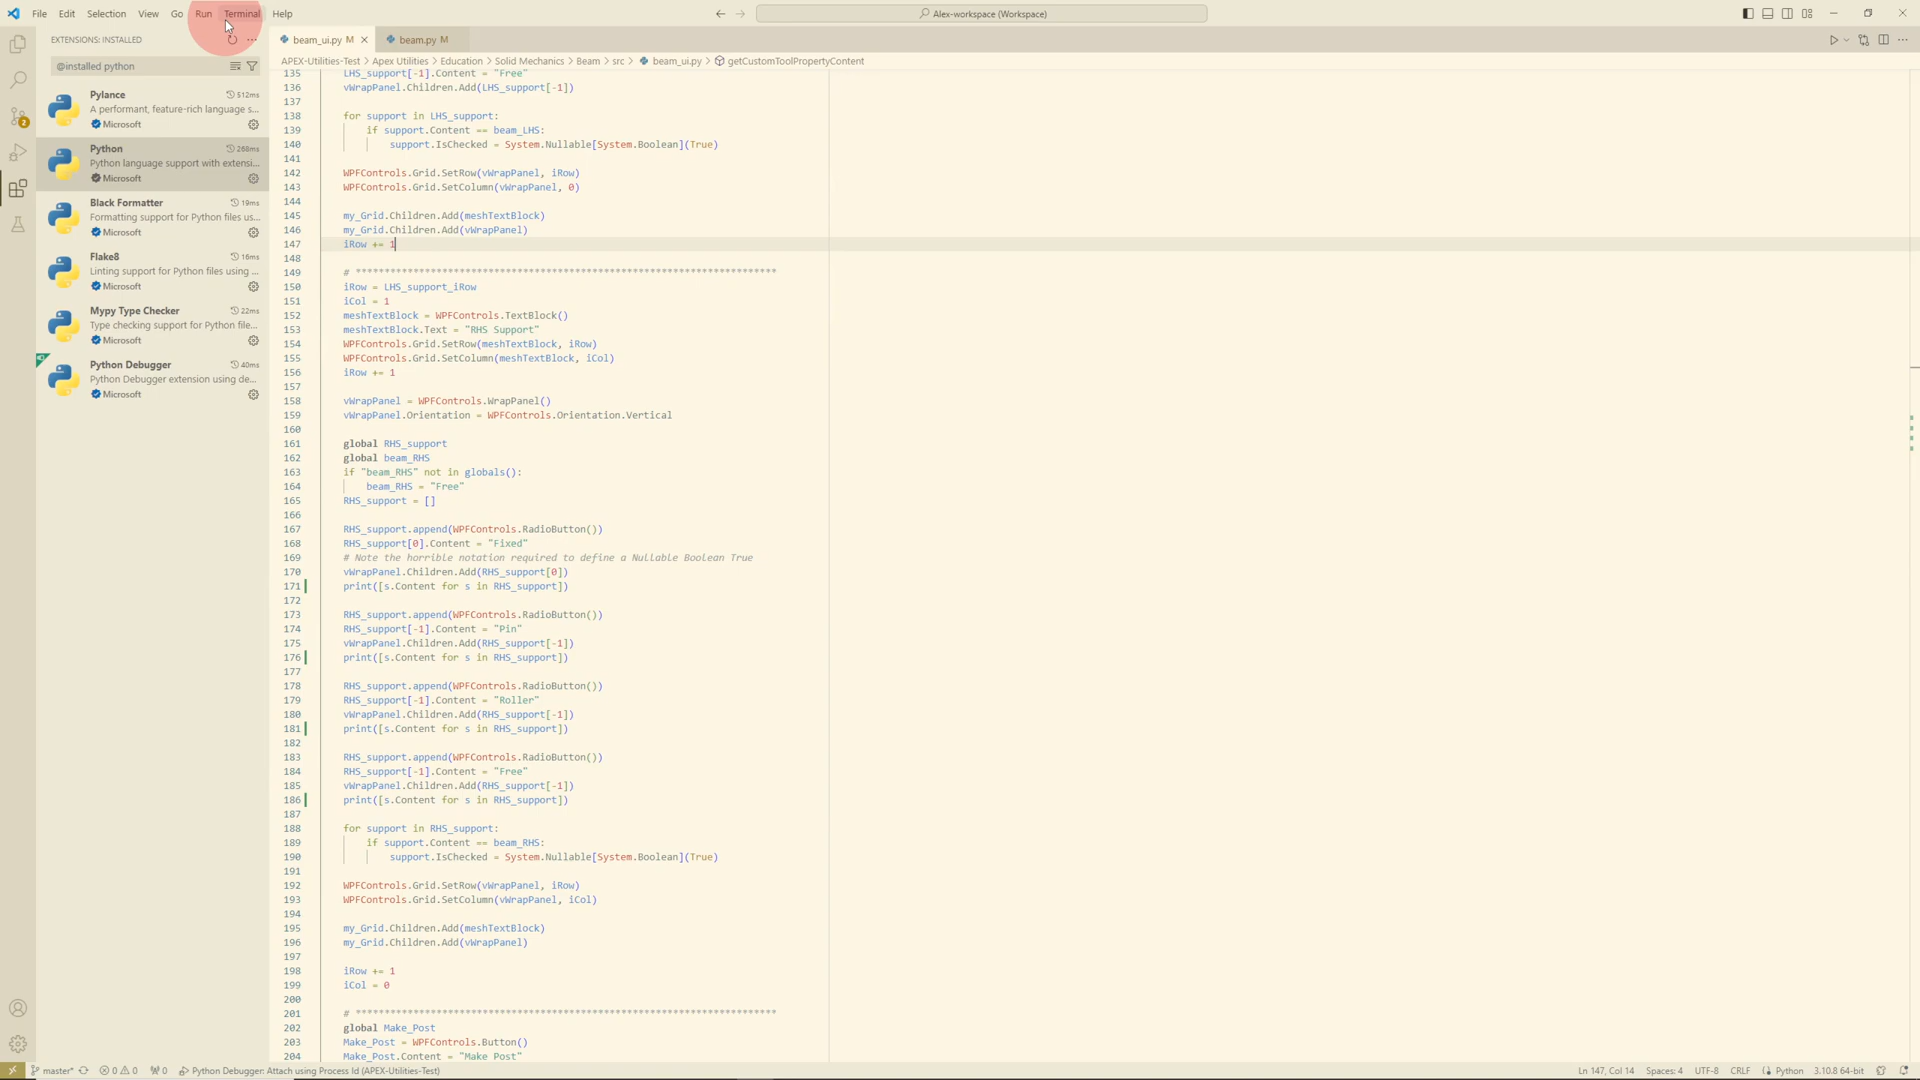 File Edit Selection View Go Run Terminal Help
Alex-workspace (Workspace)
EXTENSIONS: INSTALLED
@installed python
Pylance 512ms
A performant, feature-rich language s...
Microsoft
Python 268ms
Python language support with extensi...
Microsoft
Black Formatter 19ms
Formatting support for Python files us...
Microsoft
Flake8 16ms
Linting support for Python files using ...
Microsoft
Mypy Type Checker 22ms
Type checking support for Python file...
Microsoft
Python Debugger 40ms
Python Debugger extension using de...
Microsoft
beam_ui.py M
beam.py M
APEX-Utilities-Test > Apex Utilities > Education > Solid Mechanics > Beam > src > beam_ui.py > getCustomToolPropertyContent
135 LHS_support[-1].Content = "Free"
136 vWrapPanel.Children.Add(LHS_support[-1])
137
138 for support in LHS_support:
139 if support.Content == beam_LHS:
140 support.IsChecked = System.Nullable[System.Boolean](True)
141
142 WPFControls.Grid.SetRow(vWrapPanel, iRow)
143 WPFControls.Grid.SetColumn(vWrapPanel, 0)
144
145 my_Grid.Children.Add(meshTextBlock)
146 my_Grid.Children.Add(vWrapPanel)
147 iRow += 1
148
149 # *************************************************************************
150 iRow = LHS_support_iRow
151 iCol = 1
152 meshTextBlock = WPFControls.TextBlock()
153 meshTextBlock.Text = "RHS Support"
154 WPFControls.Grid.SetRow(meshTextBlock, iRow)
155 WPFControls.Grid.SetColumn(meshTextBlock, iCol)
156 iRow += 1
157
158 vWrapPanel = WPFControls.WrapPanel()
159 vWrapPanel.Orientation = WPFControls.Orientation.Vertical
160
161 global RHS_support
162 global beam_RHS
163 if "beam_RHS" not in globals():
164 beam_RHS = "Free"
165 RHS_support = []
166
167 RHS_support.append(WPFControls.RadioButton())
168 RHS_support[0].Content = "Fixed"
169 # Note the horrible notation required to define a Nullable Boolean True
170 vWrapPanel.Children.Add(RHS_support[0])
171 print([s.Content for s in RHS_support])
172
173 RHS_support.append(WPFControls.RadioButton())
174 RHS_support[-1].Content = "Pin"
175 vWrapPanel.Children.Add(RHS_support[-1])
176 print([s.Content for s in RHS_support])
177
178 RHS_support.append(WPFControls.RadioButton())
179 RHS_support[-1].Content = "Roller"
180 vWrapPanel.Children.Add(RHS_support[-1])
181 print([s.Content for s in RHS_support])
182
183 RHS_support.append(WPFControls.RadioButton())
184 RHS_support[-1].Content = "Free"
185 vWrapPanel.Children.Add(RHS_support[-1])
186 print([s.Content for s in RHS_support])
187
188 for support in RHS_support:
189 if support.Content == beam_RHS:
190 support.IsChecked = System.Nullable[System.Boolean](True)
191
192 WPFControls.Grid.SetRow(vWrapPanel, iRow)
193 WPFControls.Grid.SetColumn(vWrapPanel, iCol)
194
195 my_Grid.Children.Add(meshTextBlock)
196 my_Grid.Children.Add(vWrapPanel)
197
198 iRow += 1
199 iCol = 0
200
201 # *************************************************************************
202 global Make_Post
203 Make_Post = WPFControls.Button()
204 Make_Post.Content = "Make Post"
2
master* 0 0 0 Python Debugger: Attach using Process Id (APEX-Utilities-Test)
Ln 147, Col 14 Spaces: 4 UTF-8 CRLF Python 3.10.8 64-bit